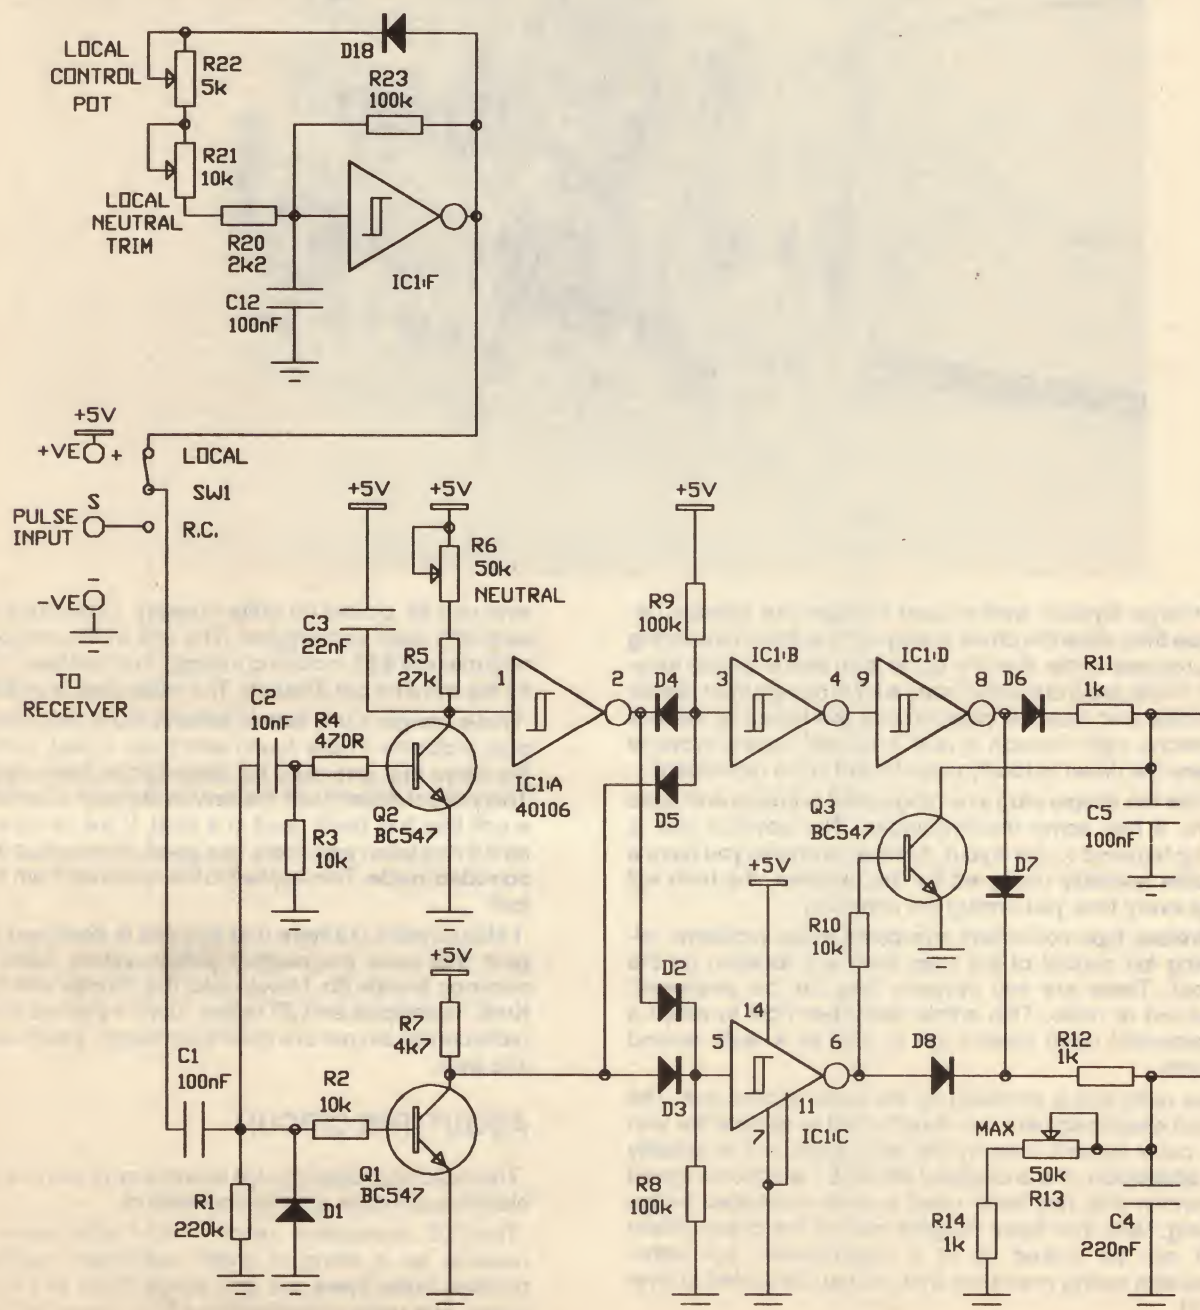 LOCAL
CONTROL
POT
R22
5k
D18
R23
100k
R21
10k
LOCAL
NEUTRAL
TRIM
R20
2k2
IC1:F
C12
100nF
+5V
+VE
+
LOCAL
SW1
S
PULSE
INPUT
R.C.
-
-VE
TO
RECEIVER
+5V
+5V
+5V
R6
50k
NEUTRAL
C3
22nF
R5
27k
R9
100k
C2
10nF
R4
470R
1
2
D4
3
IC1:B
4
9
IC1:D
8
D6
R11
1k
IC1:A
40106
D5
Q2
BC547
R3
10k
Q3
BC547
C5
100nF
D7
+5V
R10
10k
+5V
D2
R7
4k7
14
5
6
D8
R12
1k
C1
100nF
R2
10k
D3
7
11
IC1:C
MAX
50k
R13
Q1
BC547
R1
220k
D1
R8
100k
R14
1k
C4
220nF